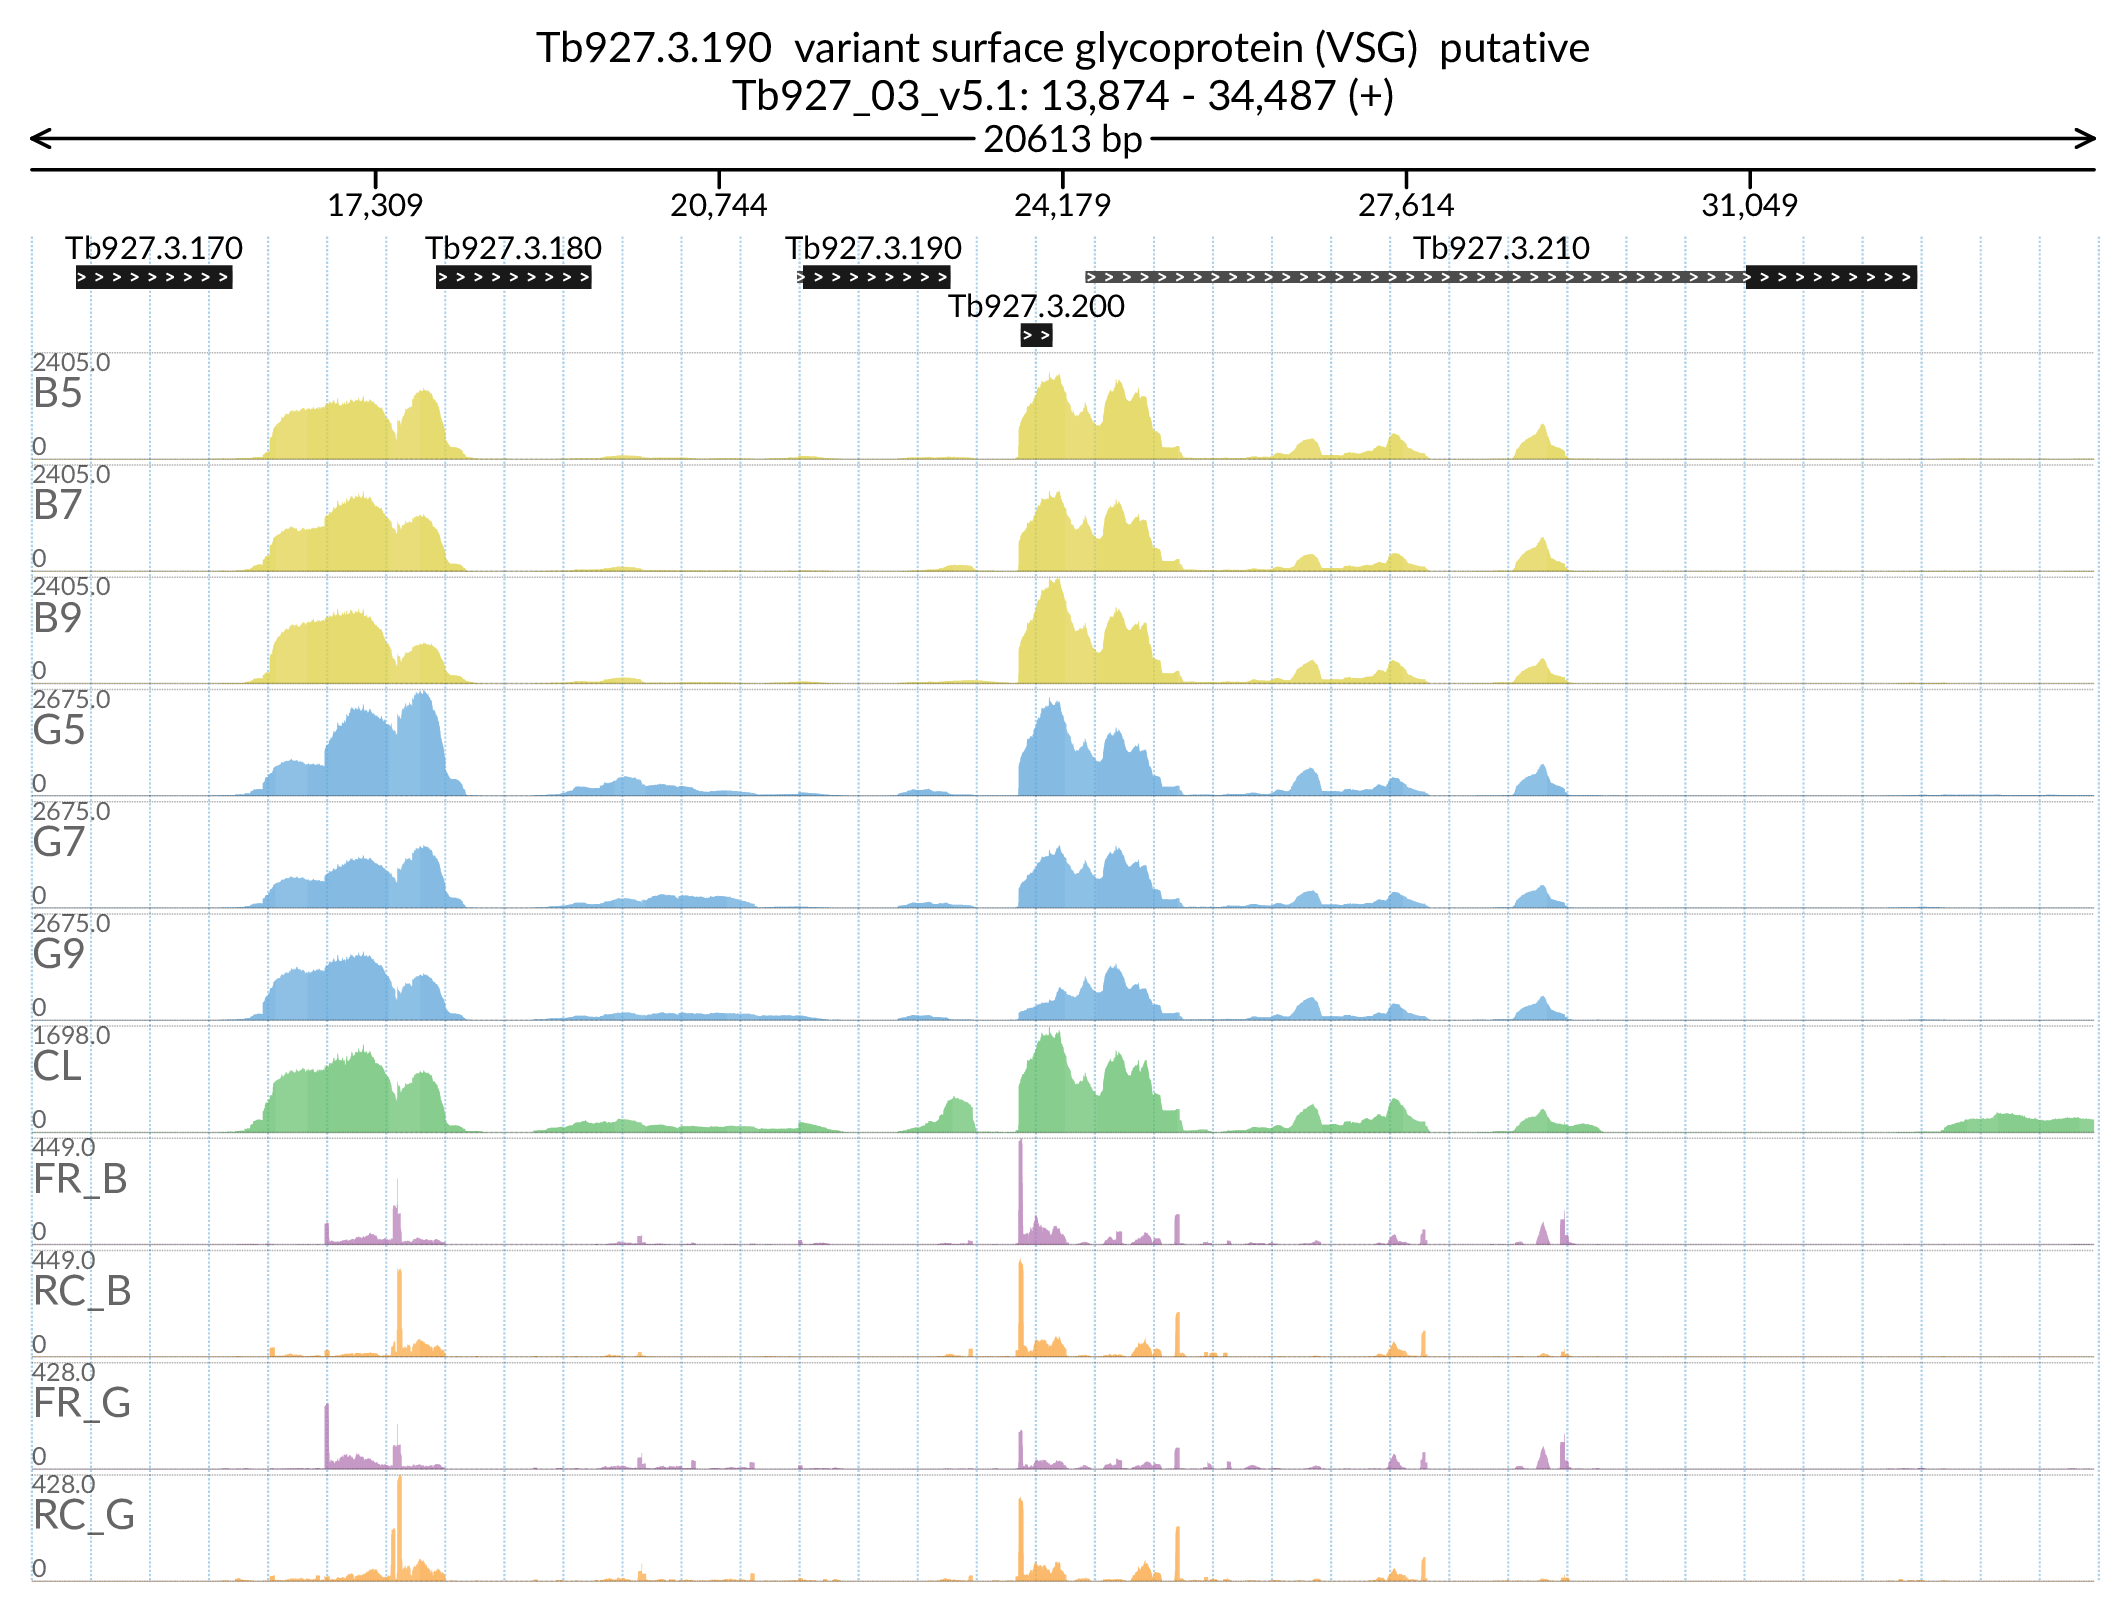 Tb927.3.190  variant surface glycoprotein (VSG)  putative
Tb927_03_v5.1: 13,874 - 34,487 (+)
20613 bp
17,309 20,744 24,179 27,614 31,049
Tb927.3.170 Tb927.3.180 Tb927.3.190 Tb927.3.210
Tb927.3.200
2405.0
B5
0
2405.0
B7
0
2405.0
B9
0
2675.0
G5
0
2675.0
G7
0
2675.0
G9
0
1698.0
CL
0
449.0
FR_B
0
449.0
RC_B
0
428.0
FR_G
0
428.0
RC_G
0